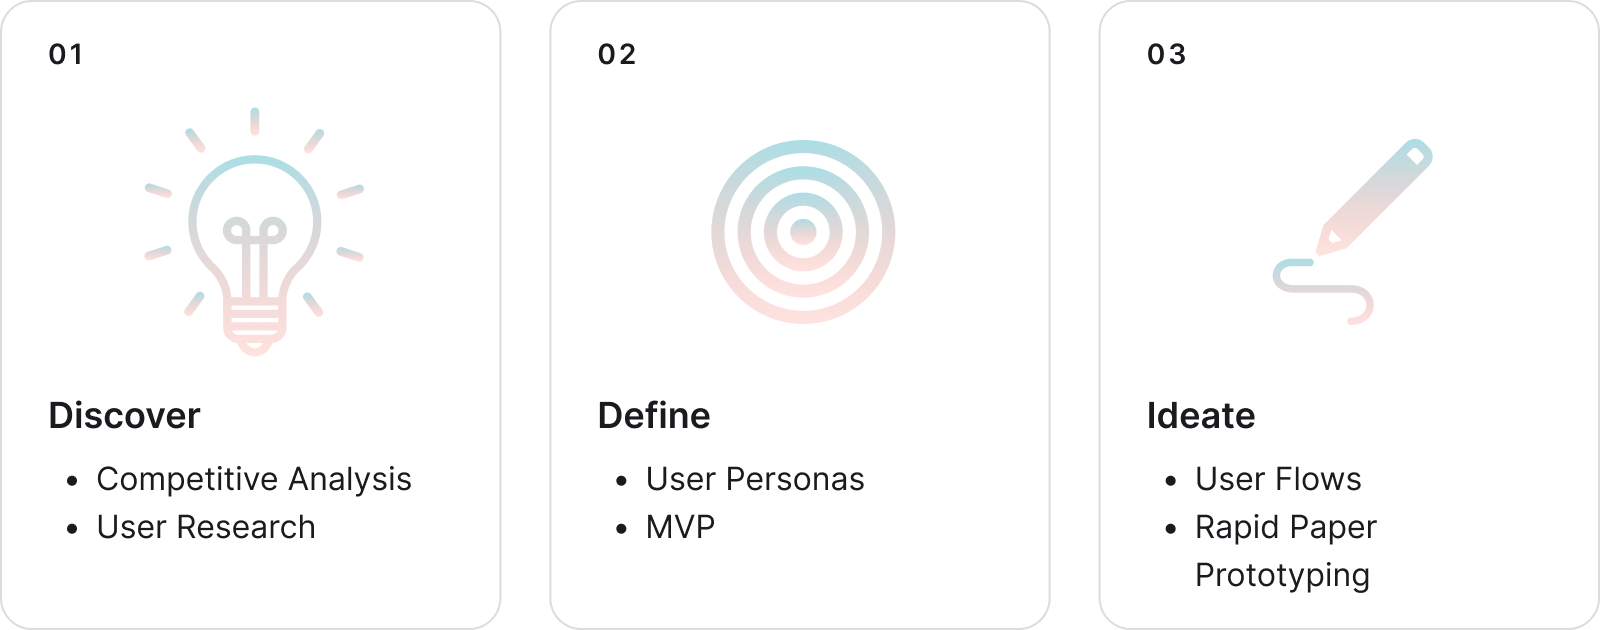 01
Discover
• Competitive Analysis
• User Research
02
Define
• User Personas
• MVP
03
Ideate
• User Flows
• Rapid Paper
Prototyping